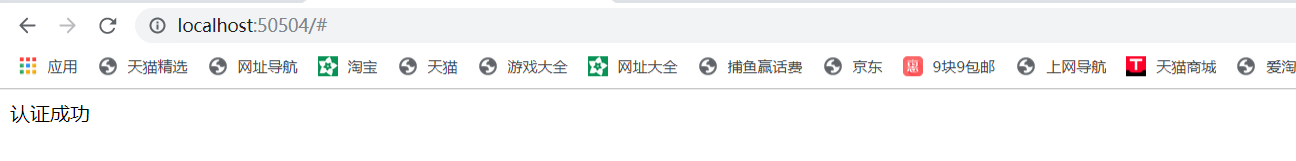 localhost:50504/#
应用 天猫精选 网址导航 淘宝 天猫 游戏大全 网址大全 捕鱼赢话费 京东 惠 9块9包邮 上网导航 T 天猫商城 爱淘
认证成功